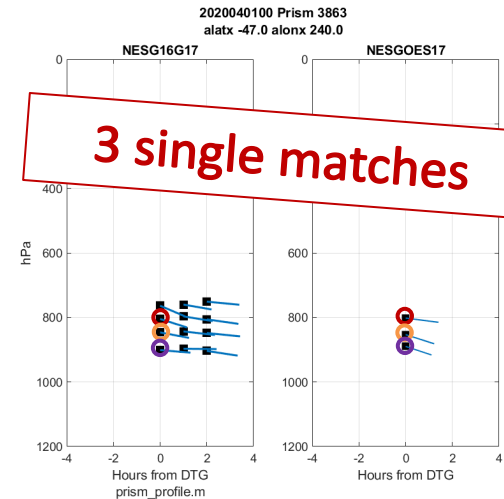 2020040100 Prism 3863
alatx -47.0 alonx 240.0
NESG16G17
NESGOES17
3 single matches
hPa
0
400
600
800
1000
1200
-4
-2
0
2
4
Hours from DTG
prism_profile.m
0
400
600
800
1000
1200
-4
-2
0
2
4
Hours from DTG